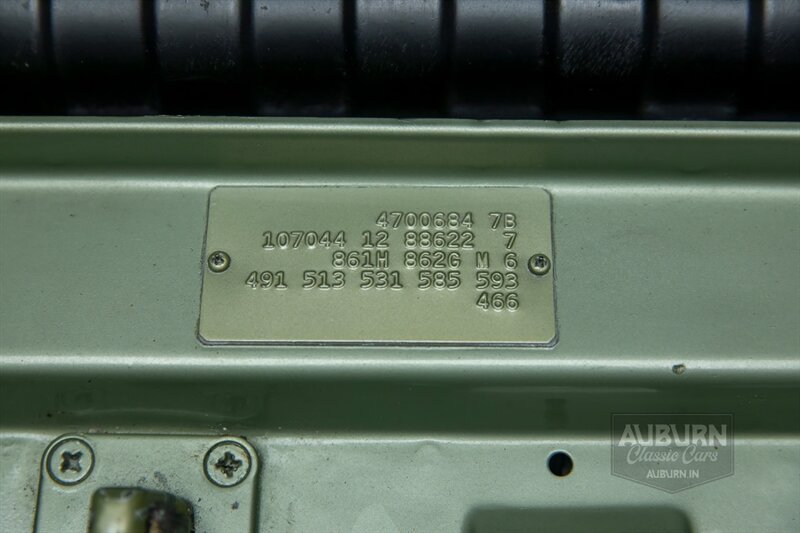 4700684 7B
107044 12 88622 7
861H 862G M 6
491 513 531 585 593
466
AUBURN
Classic Cars
AUBURN.IN